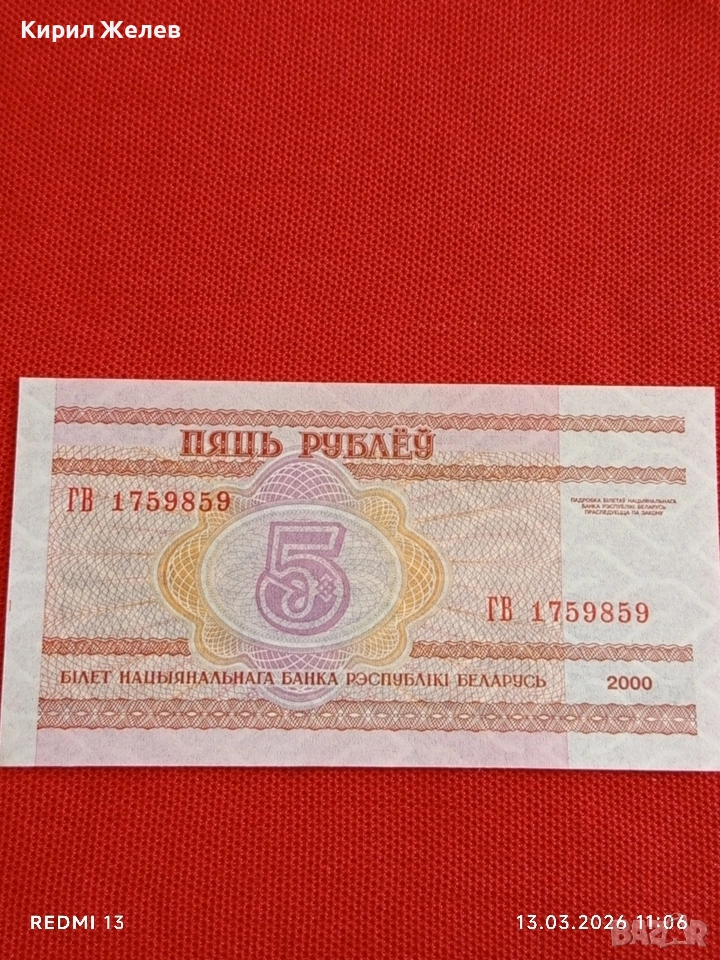 Кирил Желев
ПЯЦЬ РУБЛЁЎ
ГВ 1759859
ПАДРОБКА БІЛЕТАЎ НАЦЫЯНАЛЬНАГА
БАНКА РЭСПУБЛІКІ БЕЛАРУСЬ
ПРАСЛЕДУЕЦЦА ПА ЗАКОНУ
5
ГВ 1759859
БІЛЕТ НАЦЫЯНАЛЬНАГА БАНКА РЭСПУБЛІКІ БЕЛАРУСЬ 2000
REDMI 13 13.03.2026 11:06
BAZAR